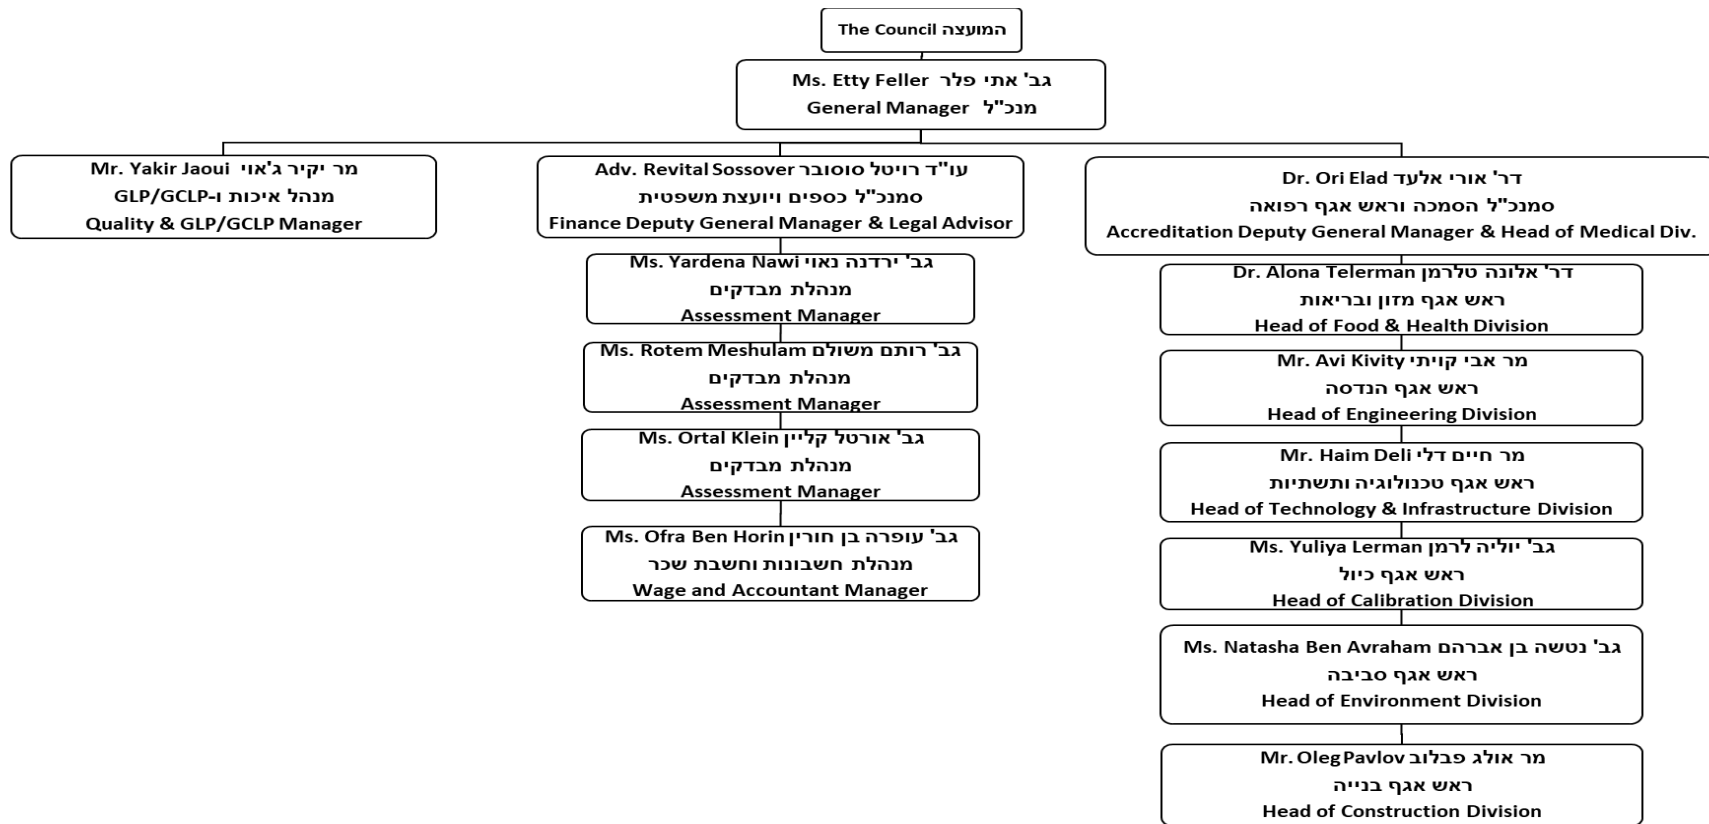 The Council המועצה
Ms. Etty Feller גב' אתי פלר
General Manager מנכ"ל
Mr. Yakir Jaoui מר יקיר ג'אוי
מנהל איכות ו-GLP/GCLP
Quality & GLP/GCLP Manager
Adv. Revital Sossover עו"ד רויטל סוסובר
סמנכ"ל כספים ויועצת משפטית
Finance Deputy General Manager & Legal Advisor
Ms. Yardena Nawi גב' ירדנה נאוי
מנהלת מבדקים
Assessment Manager
Ms. Rotem Meshulam גב' רותם משולם
מנהלת מבדקים
Assessment Manager
Ms. Ortal Klein גב' אורטל קליין
מנהלת מבדקים
Assessment Manager
Ms. Ofra Ben Horin גב' עופרה בן חורין
מנהלת חשבונות וחשבת שכר
Wage and Accountant Manager
Dr. Ori Elad דר' אורי אלעד
סמנכ"ל הסמכה וראש אגף רפואה
Accreditation Deputy General Manager & Head of Medical Div.
Dr. Alona Telerman דר' אלונה טלרמן
ראש אגף מזון ובריאות
Head of Food & Health Division
Mr. Avi Kivity מר אבי קויתי
ראש אגף הנדסה
Head of Engineering Division
Mr. Haim Deli מר חיים דלי
ראש אגף טכנולוגיה ותשתיות
Head of Technology & Infrastructure Division
Ms. Yuliya Lerman גב' יוליה לרמן
ראש אגף כיול
Head of Calibration Division
Ms. Natasha Ben Avraham גב' נטשה בן אברהם
ראש אגף סביבה
Head of Environment Division
Mr. Oleg Pavlov מר אולג פבלוב
ראש אגף בנייה
Head of Construction Division